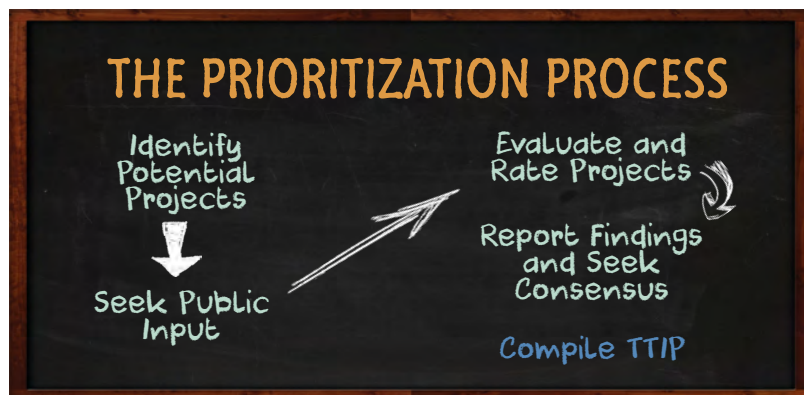 THE PRIORITIZATION PROCESS
Identify
Potential
Projects
Seek Public
Input
Evaluate and
Rate Projects
Report Findings
and Seek
Consensus
Compile TTIP